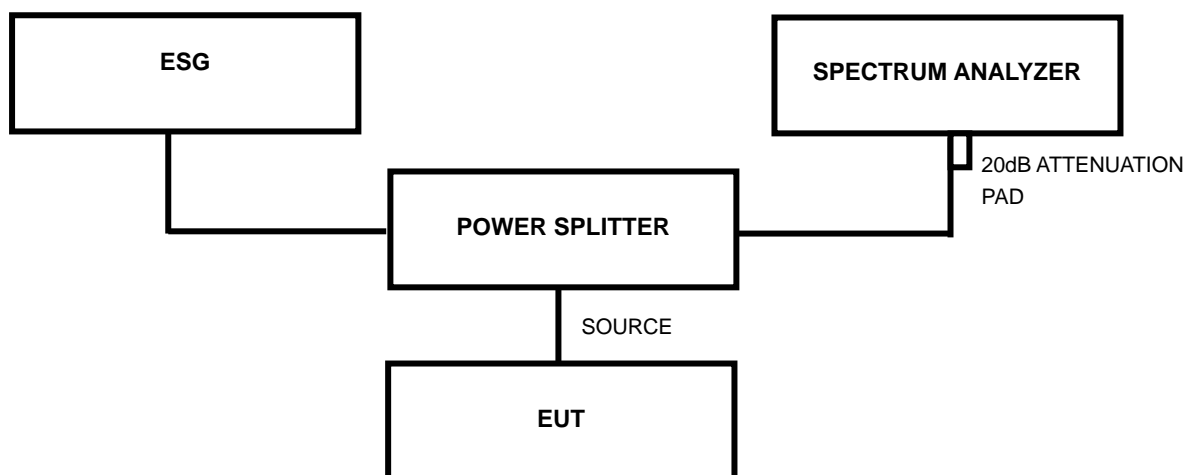 ESG
SPECTRUM ANALYZER
20dB ATTENUATION
PAD
POWER SPLITTER
SOURCE
EUT